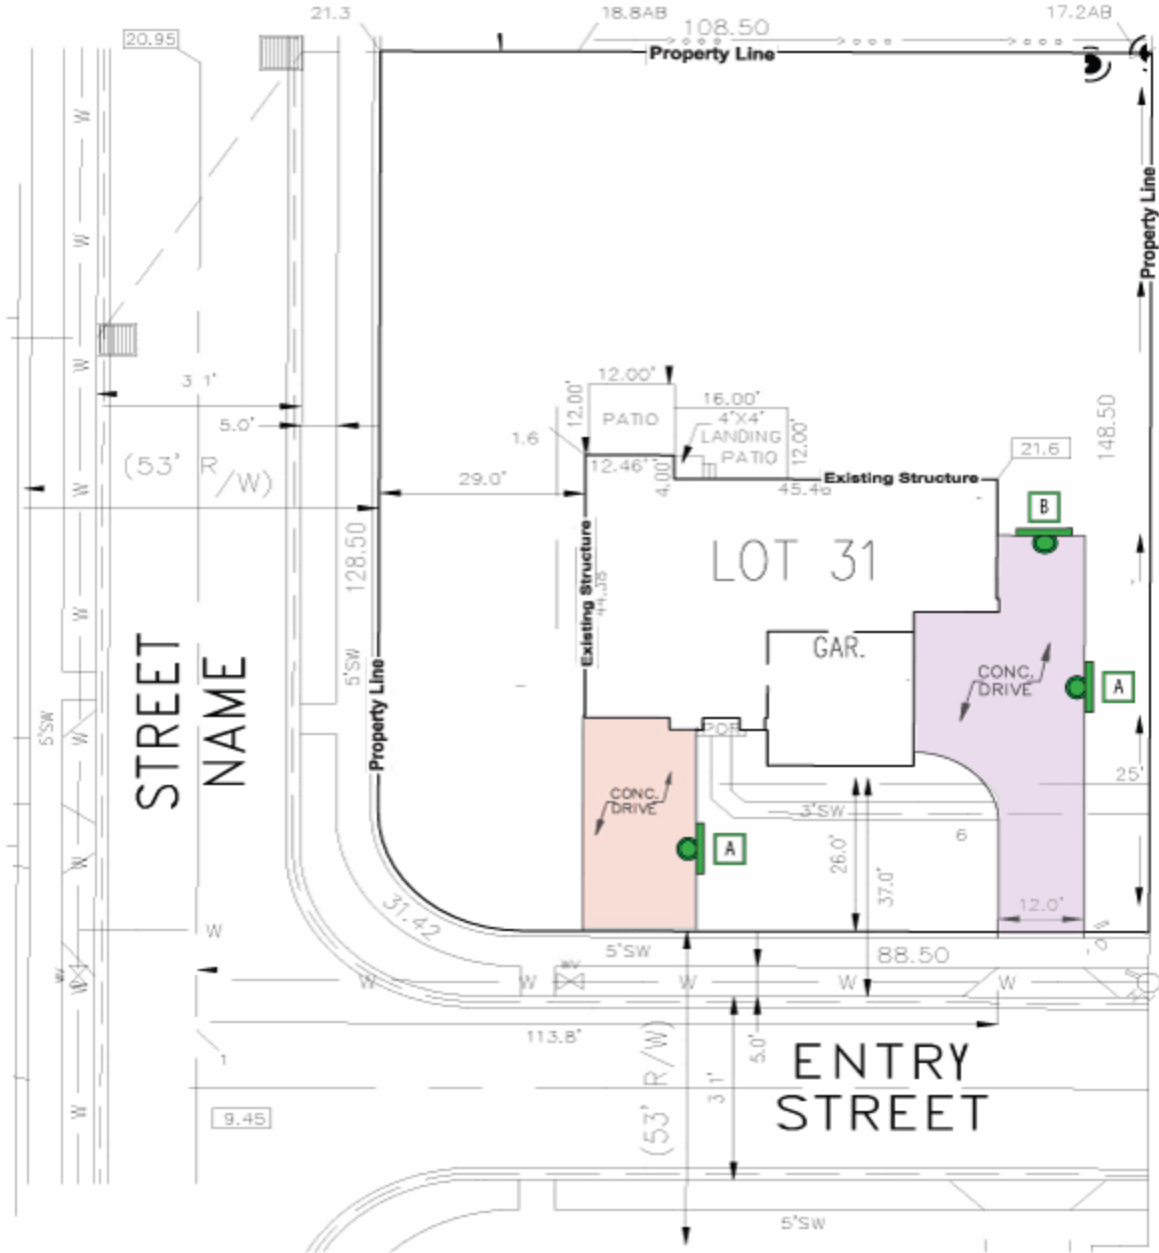 21.3
18.8AB
17.2AB
20.95
108.50
Property Line
Property Line
W
W
W
3 1'
12.00'
12.00'
PATIO
16.00'
4'X4'
LANDING
PATIO
12.00'
148.50
5.0'
1.6
21.6
(53' R/W)
12.46'
4.00'
29.0'
45.46
Existing Structure
W
B
128.50
Existing Structure
LOT 31
W
GAR.
STREET
NAME
5'SW
Property Line
CONC.
DRIVE
A
5'SW
W
POR
25'
CONC.
DRIVE
3'SW
6
A
26.0'
37.0'
W
31.42
12.0'
W
5'SW
88.50
WV
W
W
W
WV
W
W
W
113.8'
(53' R/W)
5.0'
ENTRY
STREET
1
3 1'
9.45
W
5'SW